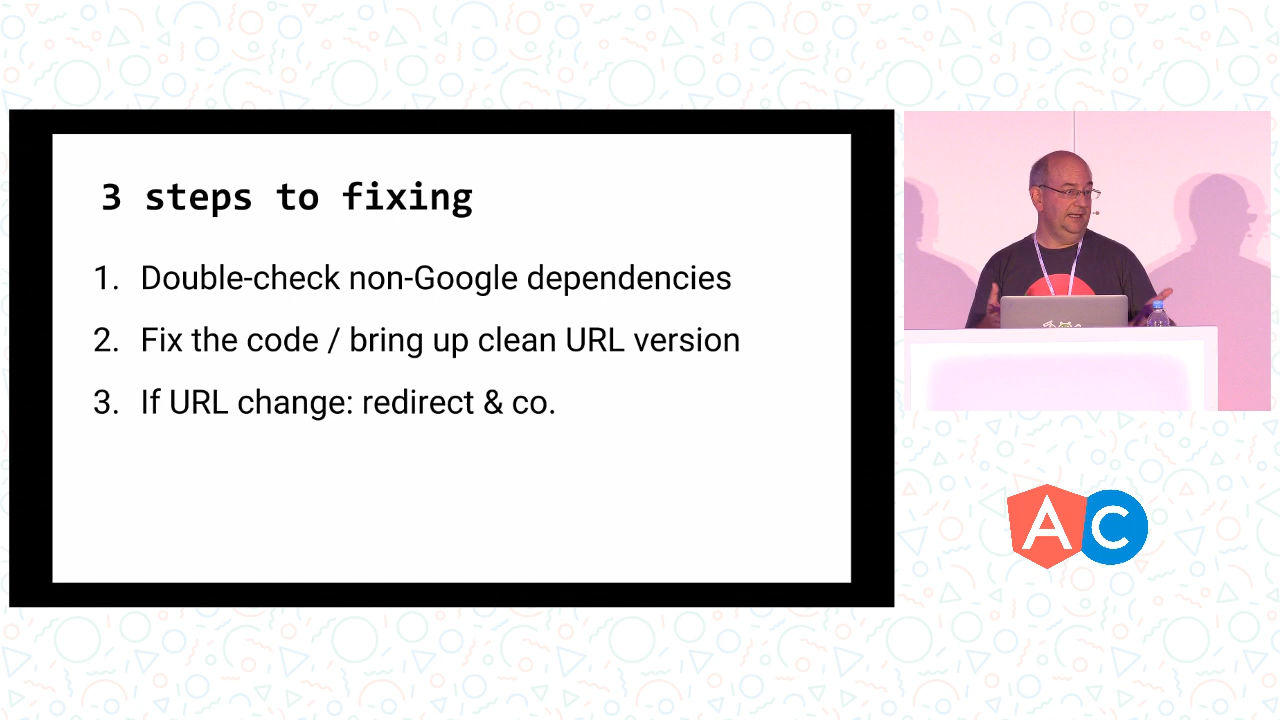 3 steps to fixing
1. Double-check non-Google dependencies
2. Fix the code / bring up clean URL version
3. If URL change: redirect & co.
AC